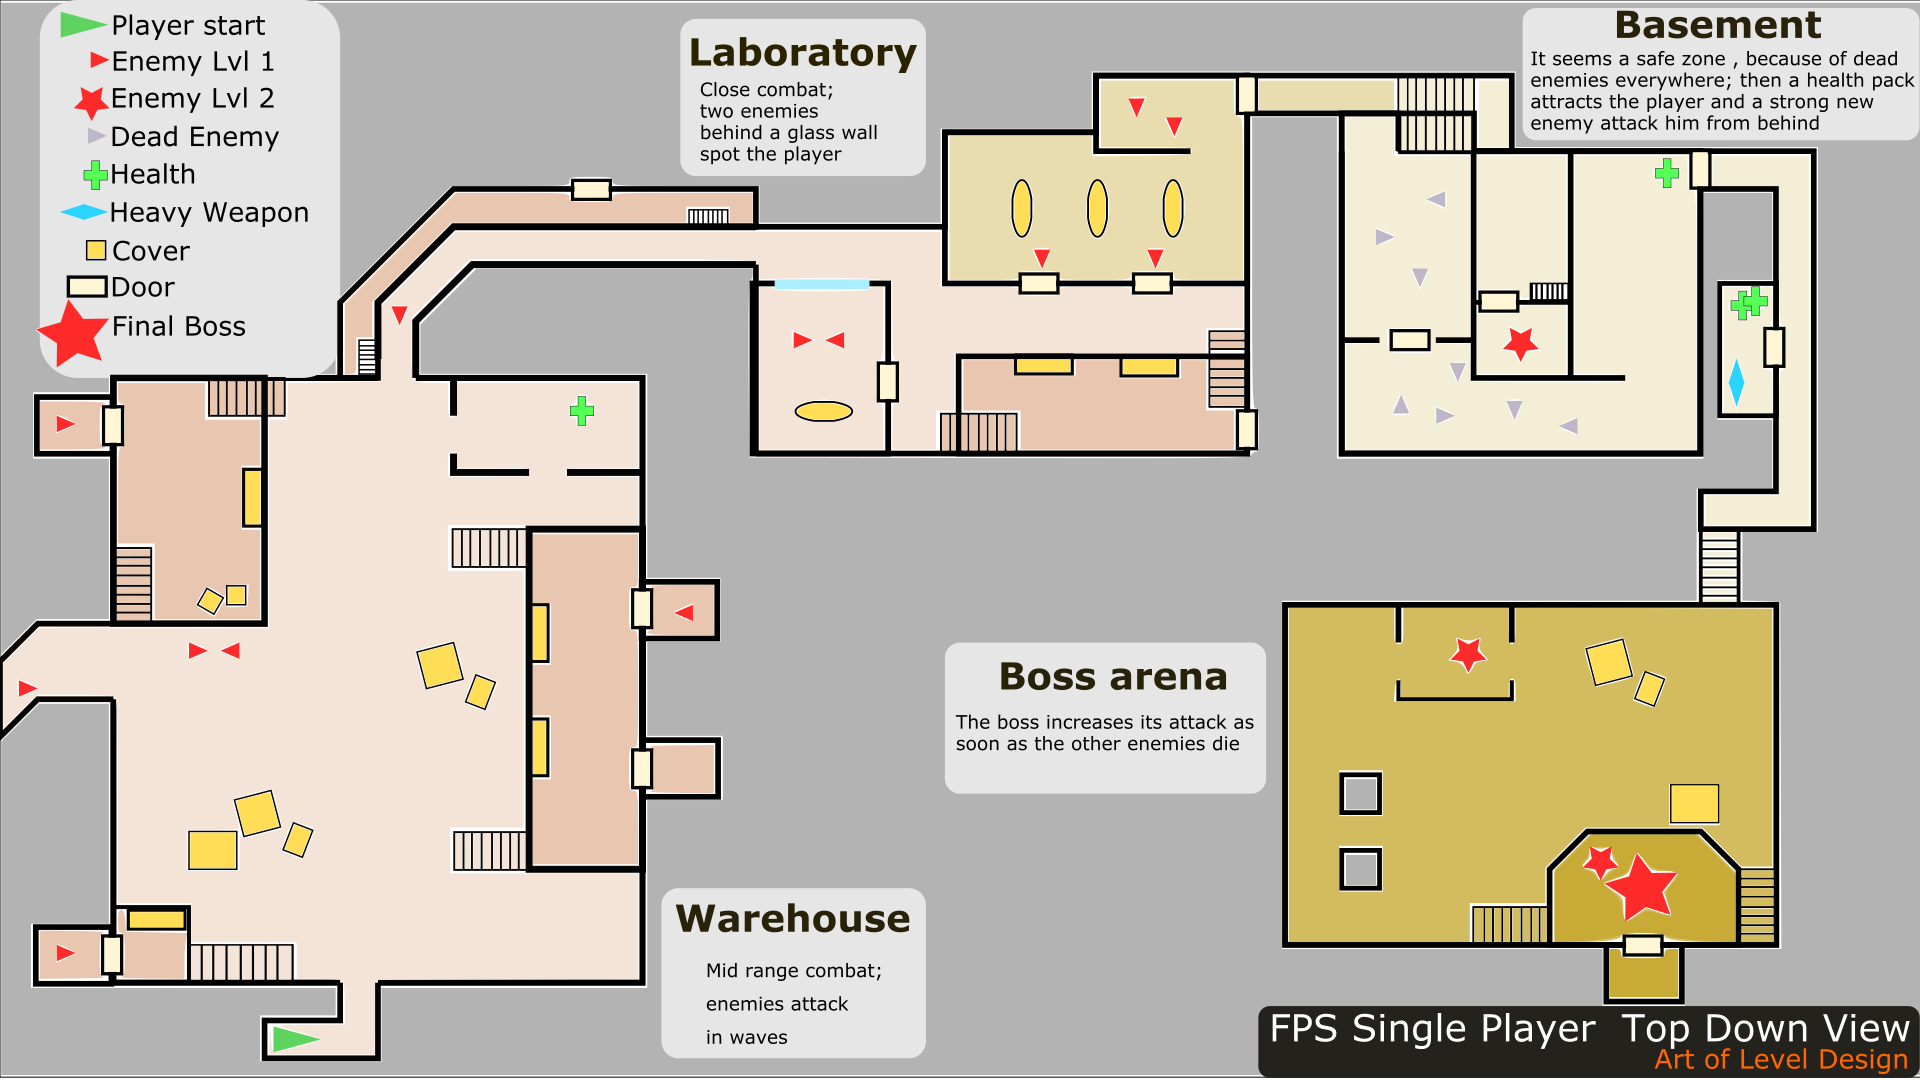 Player start
Enemy Lvl 1
Enemy Lvl 2
Dead Enemy
Health
Heavy Weapon
Cover
Door
Final Boss
Laboratory
Close combat;
two enemies
behind a glass wall
spot the player
Basement
It seems a safe zone , because of dead
enemies everywhere; then a health pack
attracts the player and a strong new
enemy attack him from behind
Boss arena
The boss increases its attack as
soon as the other enemies die
Warehouse
Mid range combat;
enemies attack
in waves
FPS Single Player Top Down View
Art of Level Design